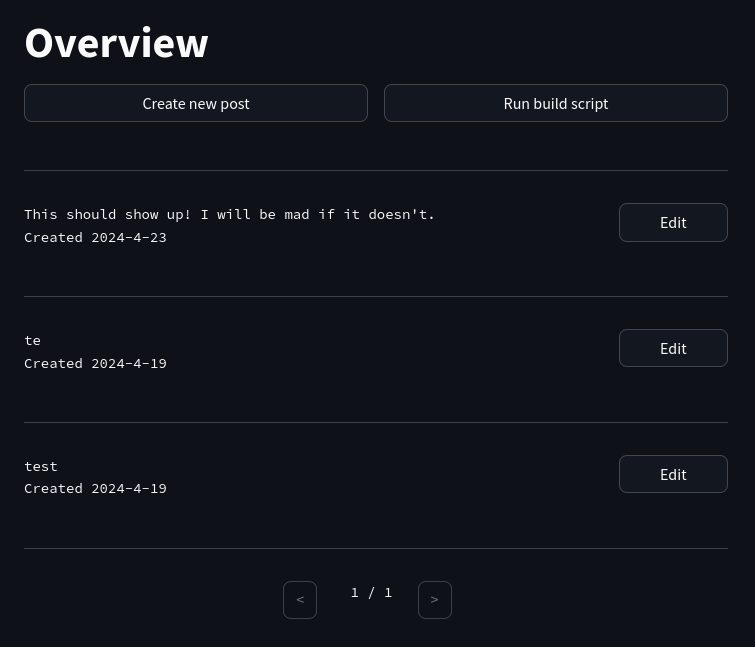 Overview
Create new post
Run build script
This should show up! I will be mad if it doesn't.
Created 2024-4-23
Edit
te
Created 2024-4-19
Edit
test
Created 2024-4-19
Edit
< 1 / 1 >